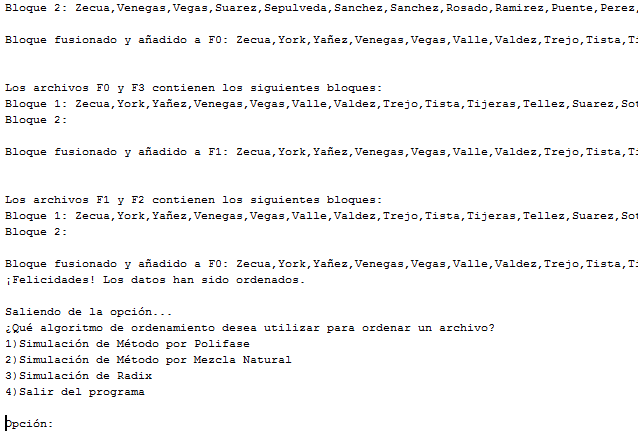 Bloque 2: Zecua,Venegas,Vegas,Suarez,Sepulveda,Sanchez,Sanchez,Rosado,Ramirez,Puente,Perez,
Bloque fusionado y añadido a F0: Zecua,York,Yañez,Venegas,Vegas,Valle,Valdez,Trejo,Tista,Ti
Los archivos F0 y F3 contienen los siguientes bloques:
Bloque 1: Zecua,York,Yañez,Venegas,Vegas,Valle,Valdez,Trejo,Tista,Tijeras,Tellez,Suarez,Sot
Bloque 2:
Bloque fusionado y añadido a F1: Zecua,York,Yañez,Venegas,Vegas,Valle,Valdez,Trejo,Tista,Ti
Los archivos F1 y F2 contienen los siguientes bloques:
Bloque 1: Zecua,York,Yañez,Venegas,Vegas,Valle,Valdez,Trejo,Tista,Tijeras,Tellez,Suarez,Sot
Bloque 2:
Bloque fusionado y añadido a F0: Zecua,York,Yañez,Venegas,Vegas,Valle,Valdez,Trejo,Tista,Ti
¡Felicidades! Los datos han sido ordenados.
Saliendo de la opción...
¿Qué algoritmo de ordenamiento desea utilizar para ordenar un archivo?
1)Simulación de Método por Polifase
2)Simulación de Método por Mezcla Natural
3)Simulación de Radix
4)Salir del programa
Opción: